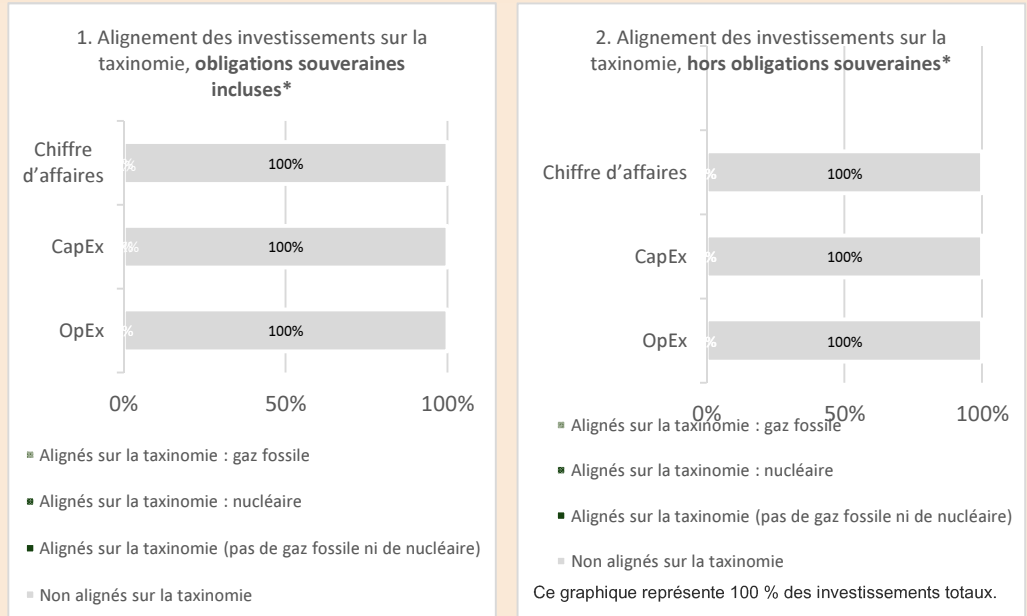 1. Alignement des investissements sur la
taxinomie, obligations souveraines
incluses*
Chiffre
d'affaires
100%
CapEx
100%
OpEx
100%
0% 50% 100%
Alignés sur la taxinomie : gaz fossile
Alignés sur la taxinomie : nucléaire
Alignés sur la taxinomie (pas de gaz fossile ni de nucléaire)
Non alignés sur la taxinomie
2. Alignement des investissements sur la
taxinomie, hors obligations souveraines*
Chiffre d'affaires
100%
CapEx
100%
OpEx
100%
0% 50% 100%
Alignés sur la taxinomie : gaz fossile
Alignés sur la taxinomie : nucléaire
Alignés sur la taxinomie (pas de gaz fossile ni de nucléaire)
Non alignés sur la taxinomie
Ce graphique représente 100 % des investissements totaux.